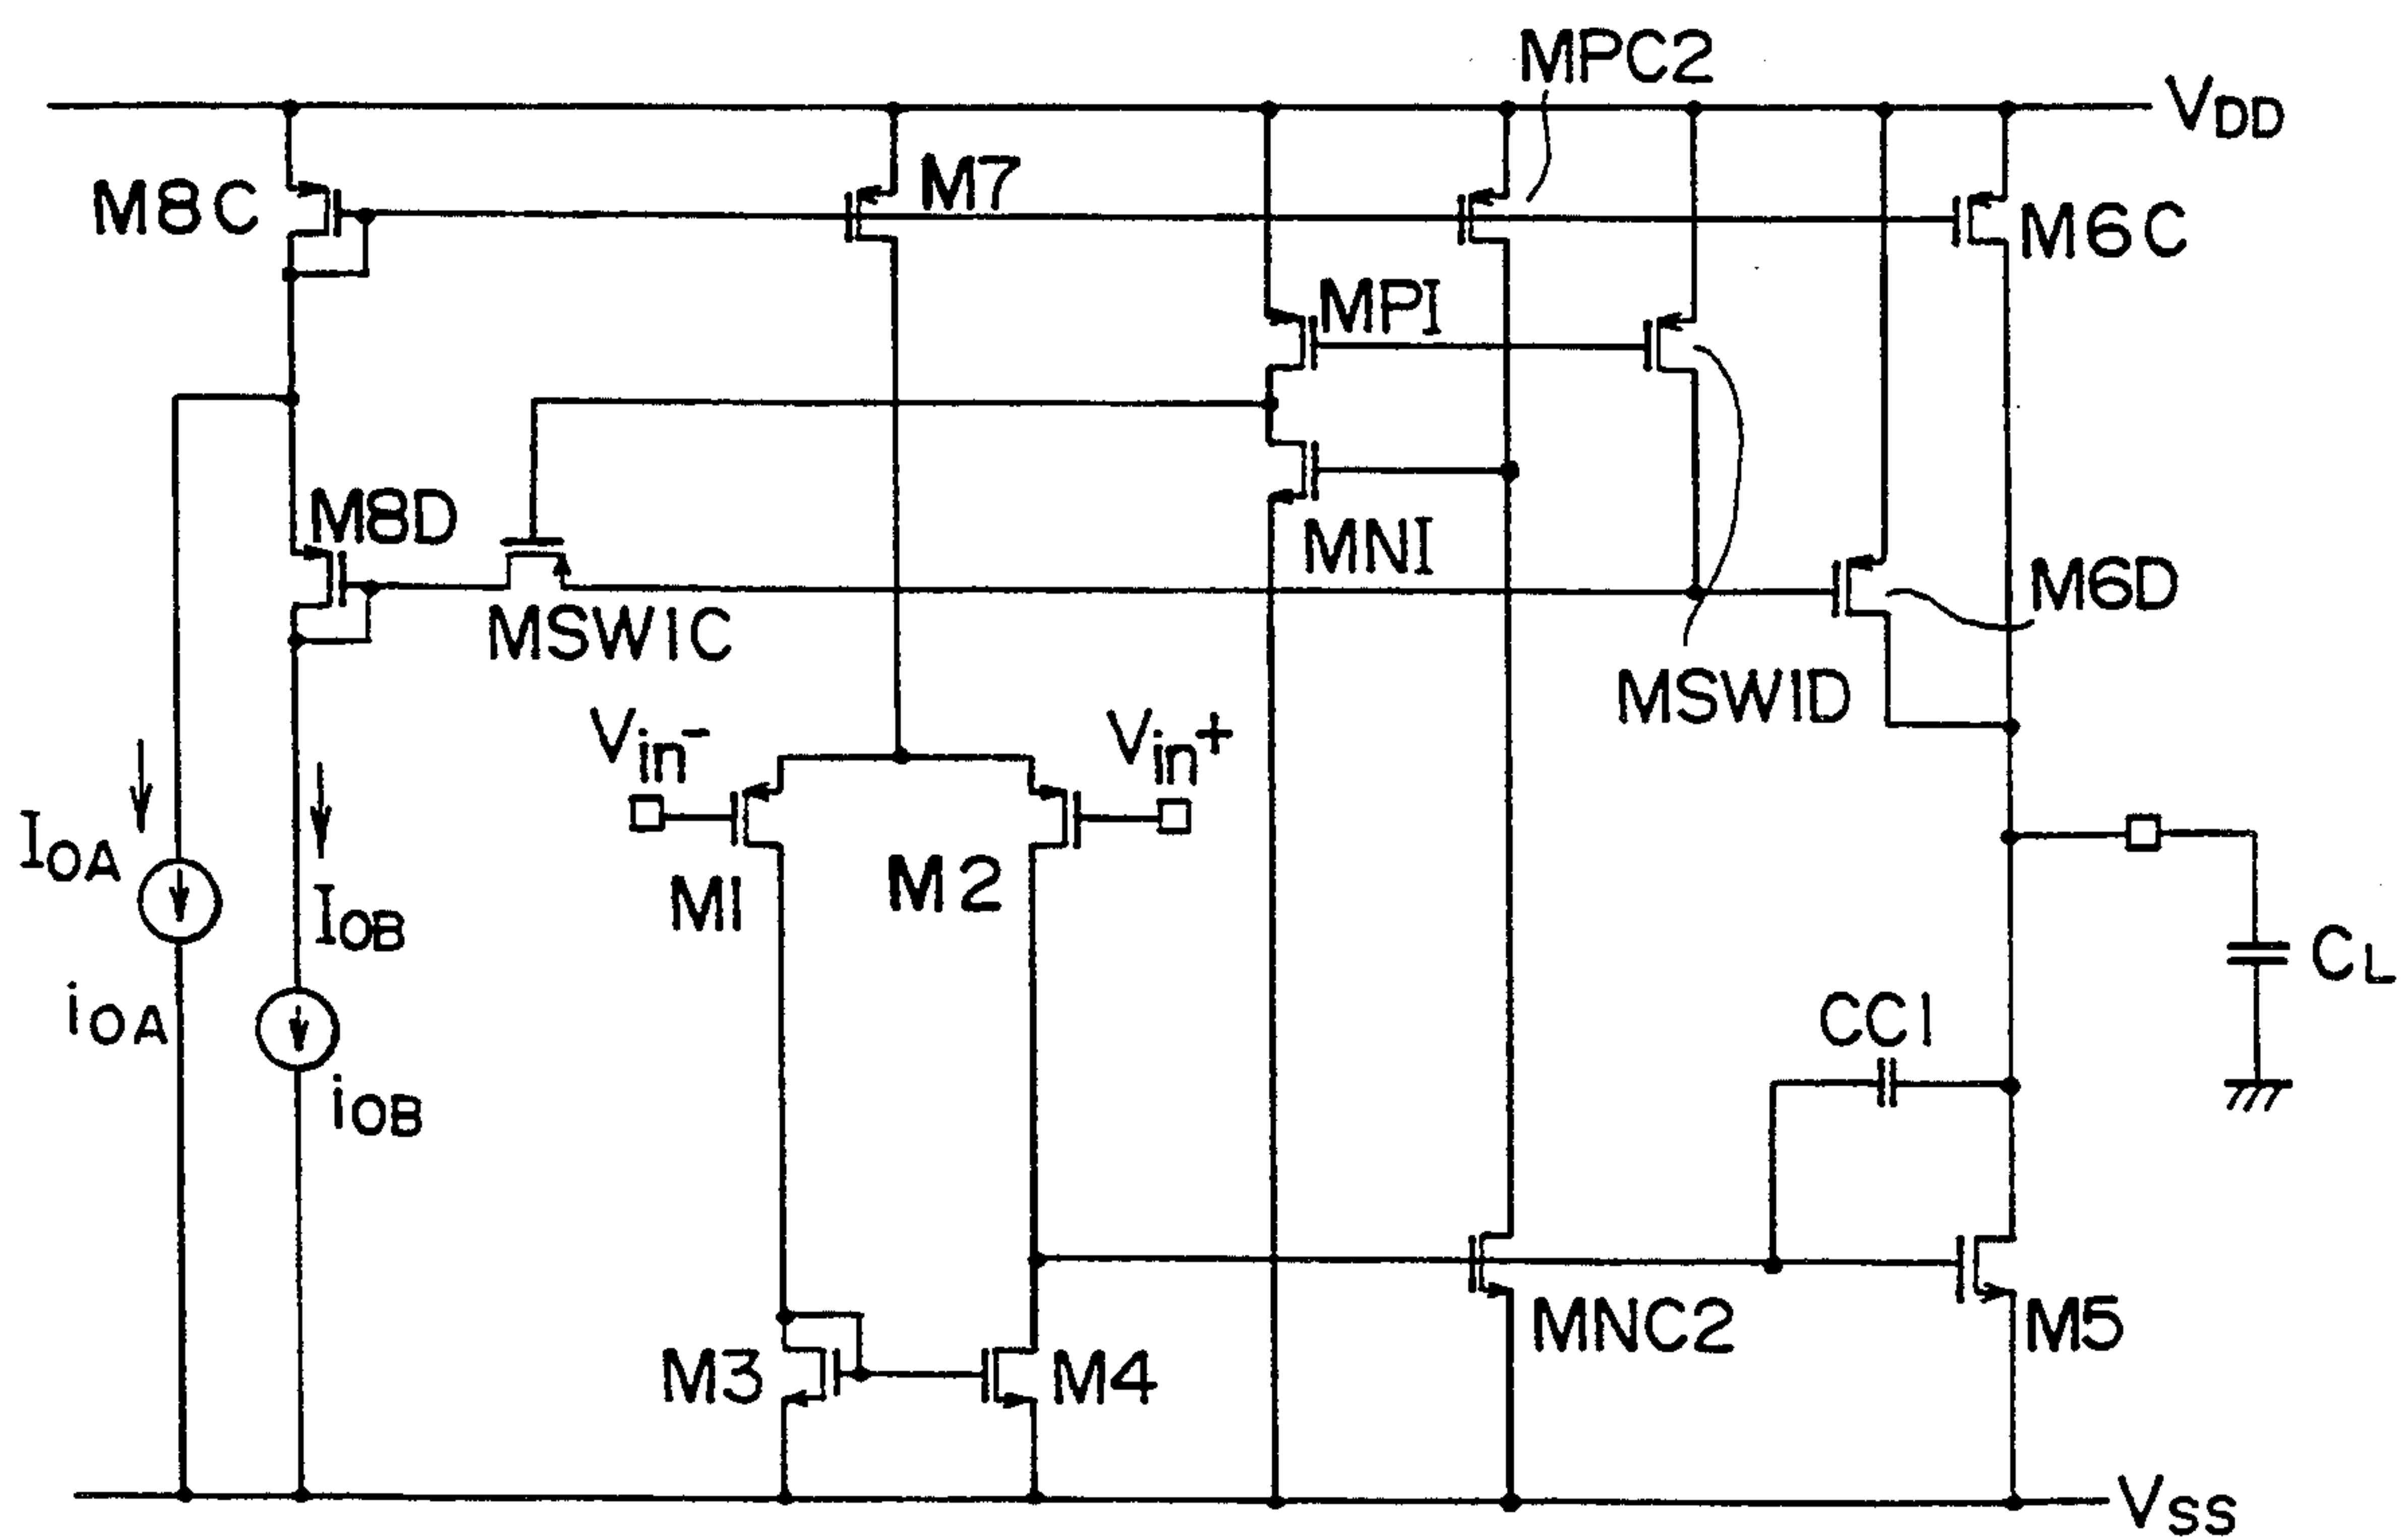 MPC2
VDD
M8C
M7
M6C
MPI
M8D
MNI
M6D
MSW1C
MSW1D
Vin-
Vin+
IOA
M1
M2
IOB
CL
iOA
CC1
iOB
M3
M4
MNC2
M5
VSS